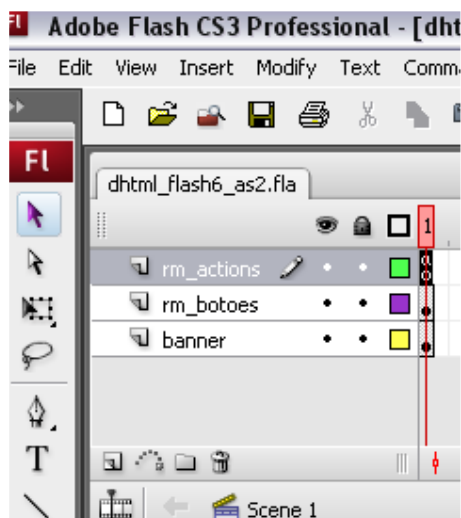 Fl Adobe Flash CS3 Professional - [dht
File Edit View Insert Modify Text Comm
Fl
dhtml_flash6_as2.fla
1
rm_actions
a
rm_botoes
banner
T
Scene 1